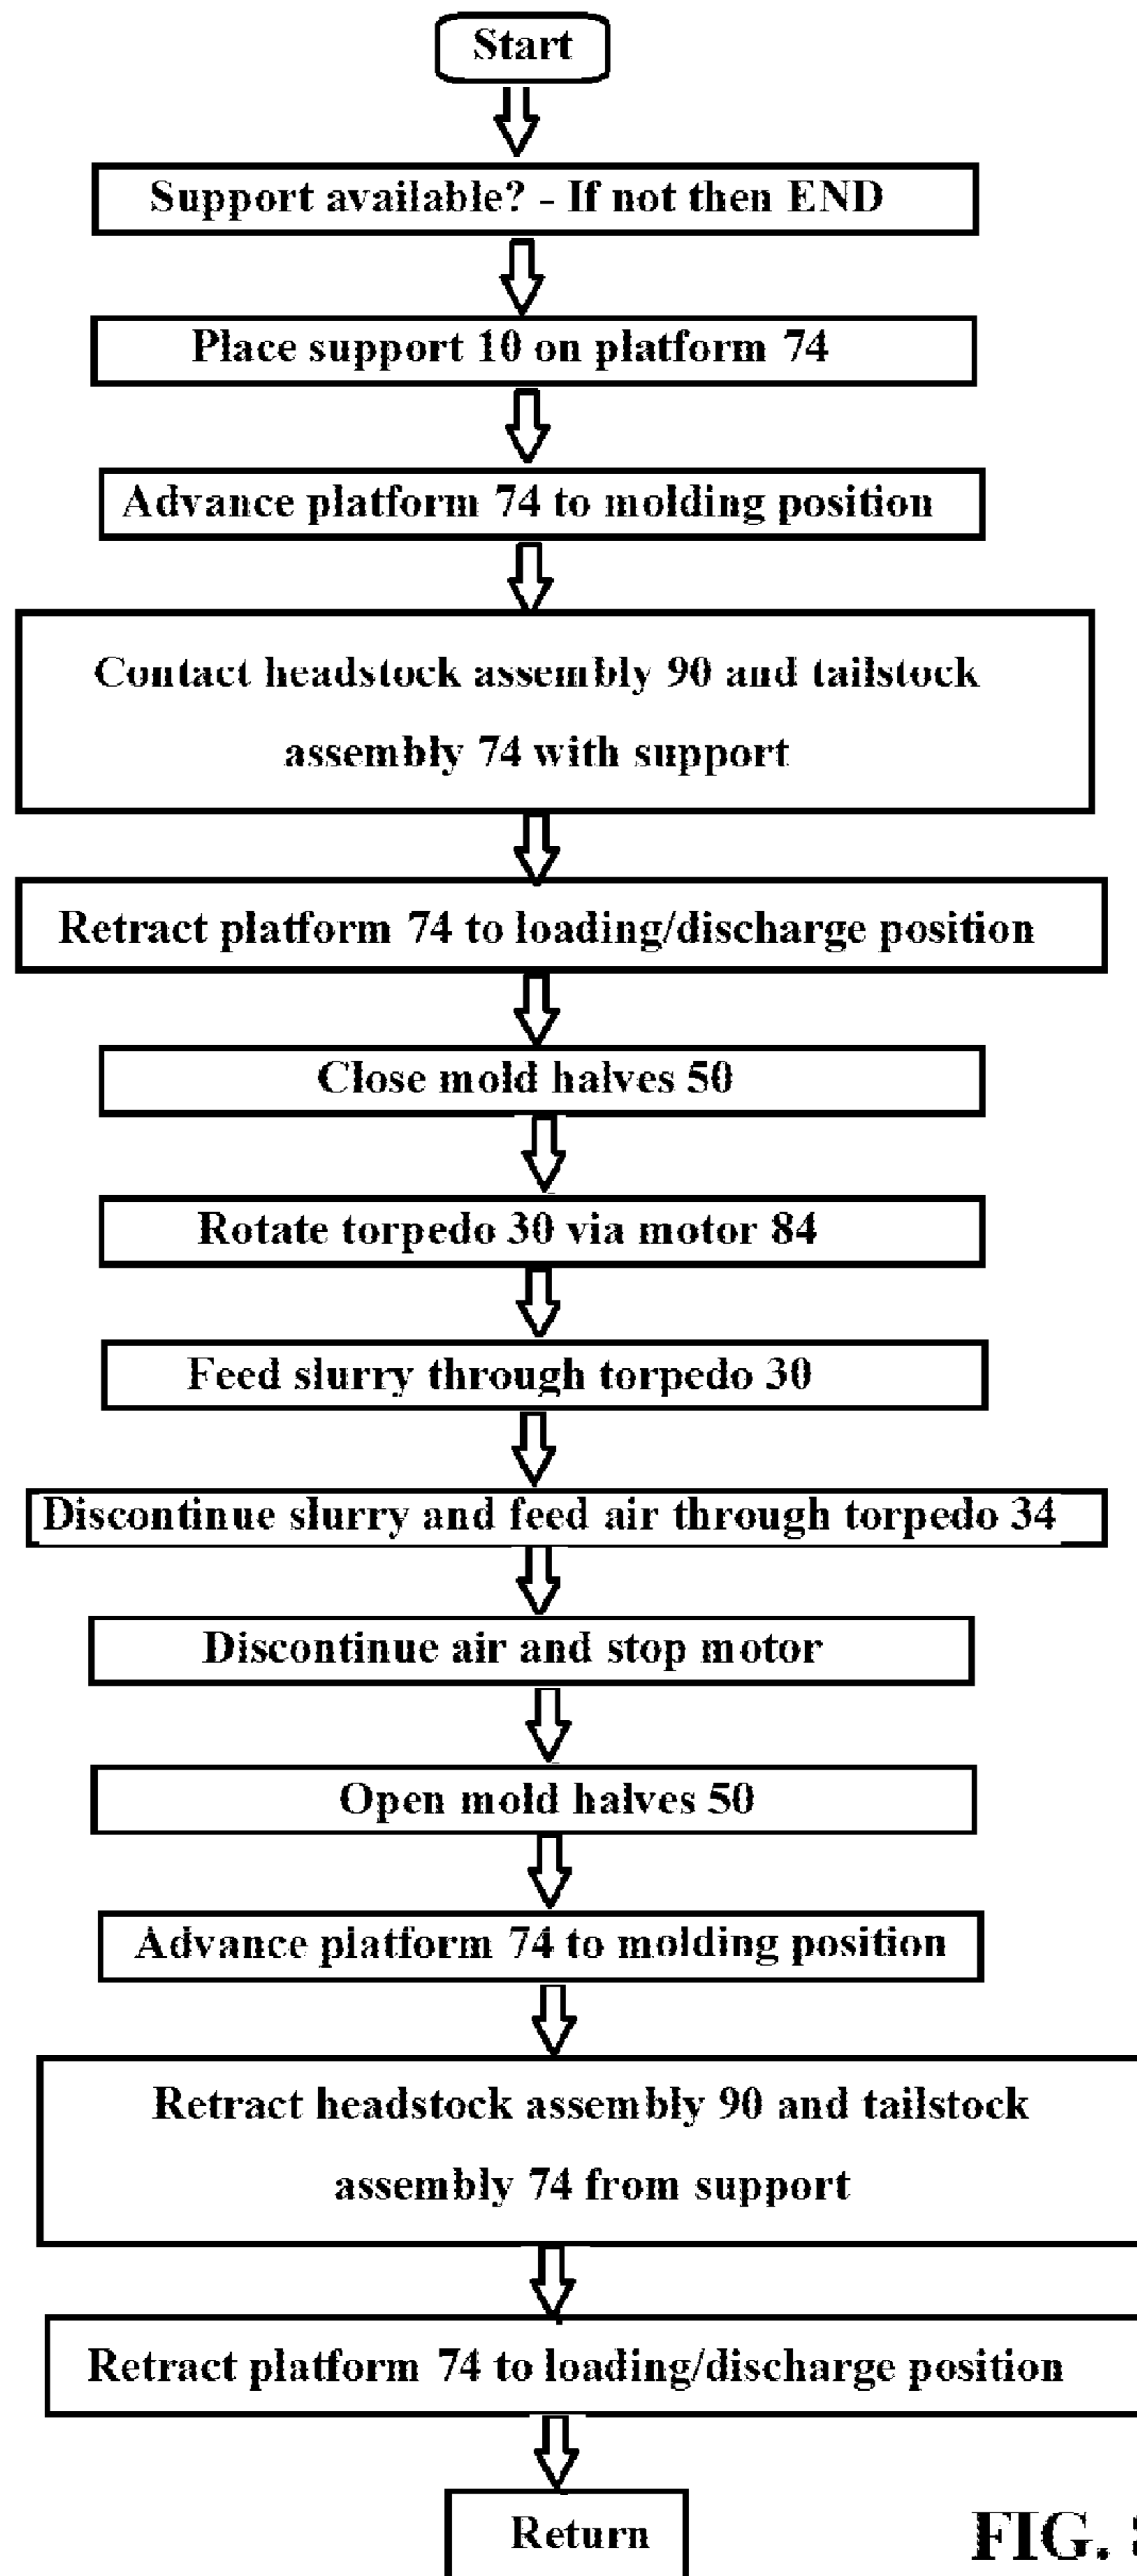 Start
Support available? - If not then END
Place support 10 on platform 74
Advance platform 74 to molding position
Contact headstock assembly 90 and tailstock
assembly 74 with support
Retract platform 74 to loading/discharge position
Close mold halves 50
Rotate torpedo 30 via motor 84
Feed slurry through torpedo 30
Discontinue slurry and feed air through torpedo 34
Discontinue air and stop motor
Open mold halves 50
Advance platform 74 to molding position
Retract headstock assembly 90 and tailstock
assembly 74 from support
Retract platform 74 to loading/discharge position
Return
FIG.